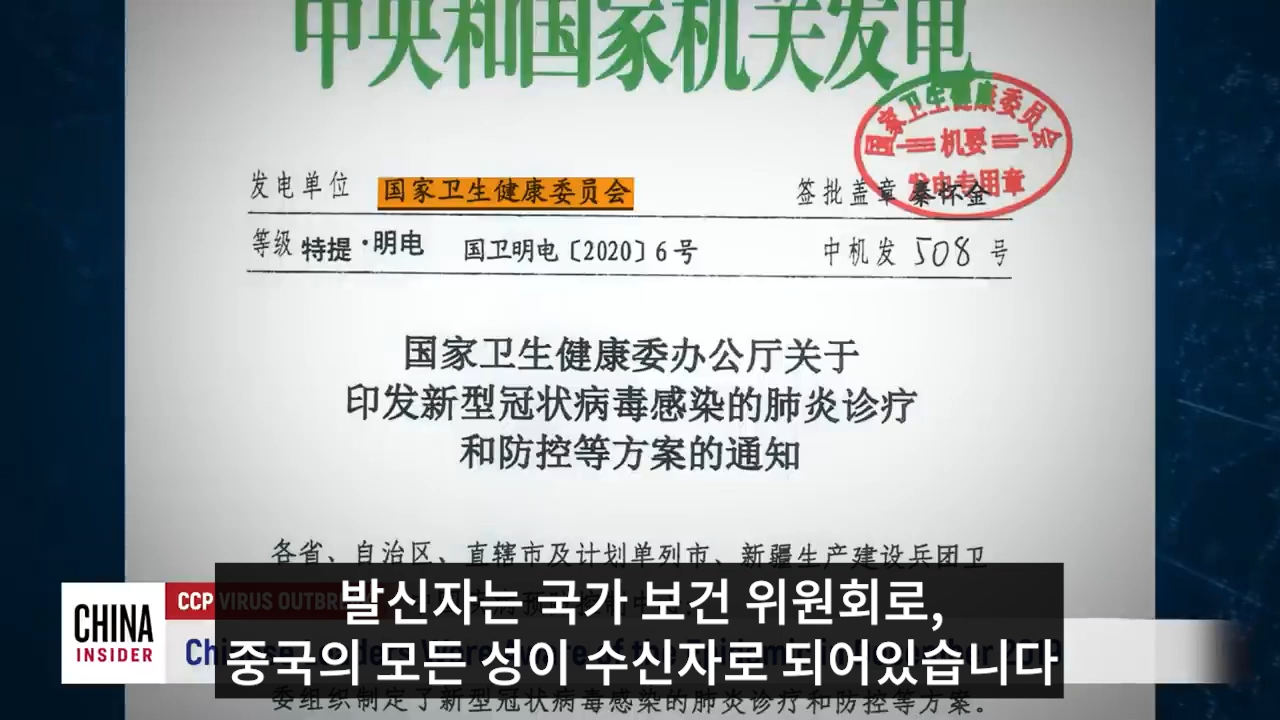 中央和国家机关发电
国家卫生健康委员会
机要
发电专用章
发电单位 国家卫生健康委员会 签批盖章 秦怀金
等级 特提·明电 国卫明电〔2020〕6号 中机发 508 号
国家卫生健康委办公厅关于
印发新型冠状病毒感染的肺炎诊疗
和防控等方案的通知
各省、自治区、直辖市及计划单列市、新疆生产建设兵团卫
발신자는 국가 보건 위원회로,
중국의 모든 성이 수신자로 되어있습니다
CHINA
INSIDER
CCP VIRUS OUTBRE
委组织制定了新型冠状病毒感染的肺炎诊疗和防控等方案。